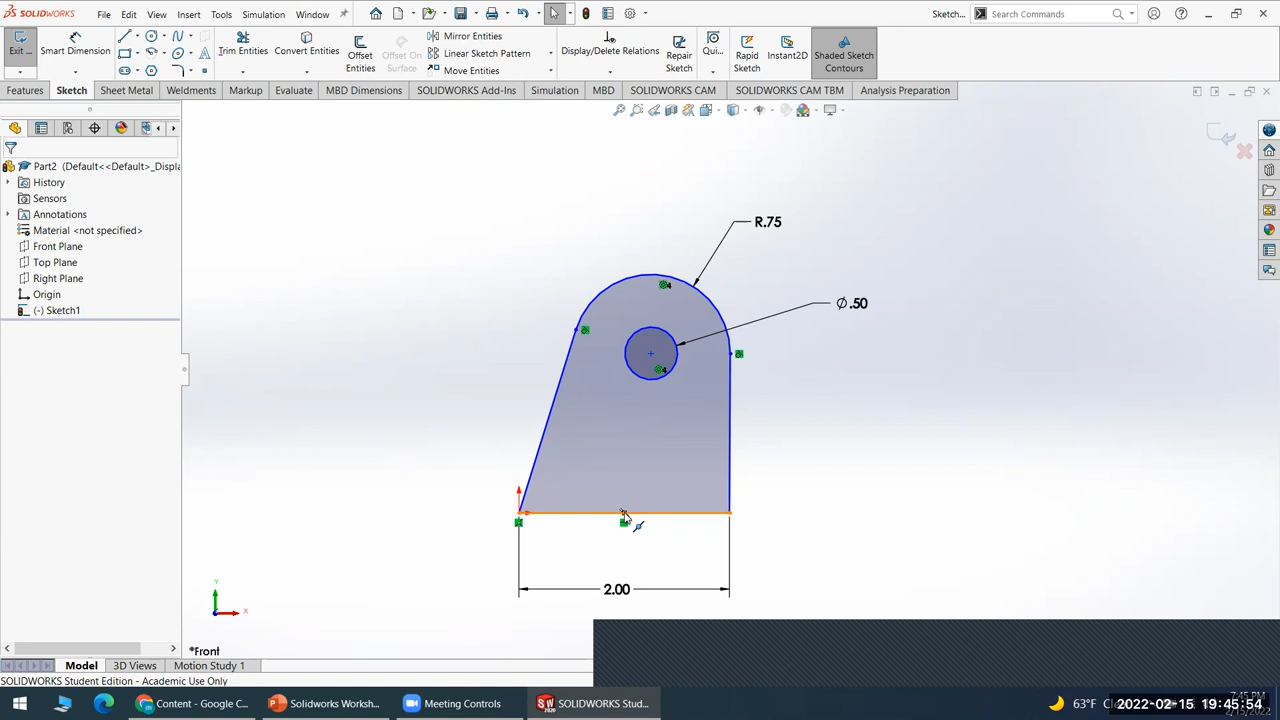 SOLIDWORKS File Edit View Insert Tools Simulation Window Sketch... Search Commands
Exit ... Smart Dimension Trim Entities Convert Entities Offset Entities Offset On Surface Mirror Entities Linear Sketch Pattern Move Entities Display/Delete Relations Repair Sketch Qui... Rapid Sketch Instant2D Shaded Sketch Contours
Features Sketch Sheet Metal Weldments Markup Evaluate MBD Dimensions SOLIDWORKS Add-Ins Simulation MBD SOLIDWORKS CAM SOLIDWORKS CAM TBM Analysis Preparation
Part2 (Default<<Default>_Displa
History
Sensors
Annotations
Material <not specified>
Front Plane
Top Plane
Right Plane
Origin
(-) Sketch1
R.75
Ø.50
4
4
2.00
Y
X
*Front
Model 3D Views Motion Study 1
SOLIDWORKS Student Edition - Academic Use Only
Content - Google C... Solidworks Worksh... Meeting Controls SOLIDWORKS Stud... 63°F
2022-02-15 19:45:54